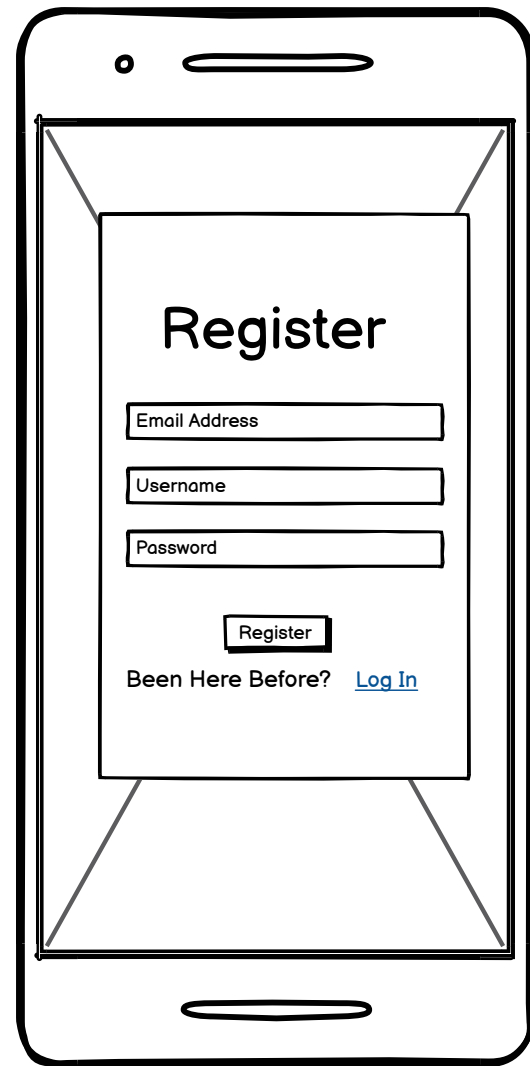 Register
Email Address
Username
Password
Register
Been Here Before? Log In